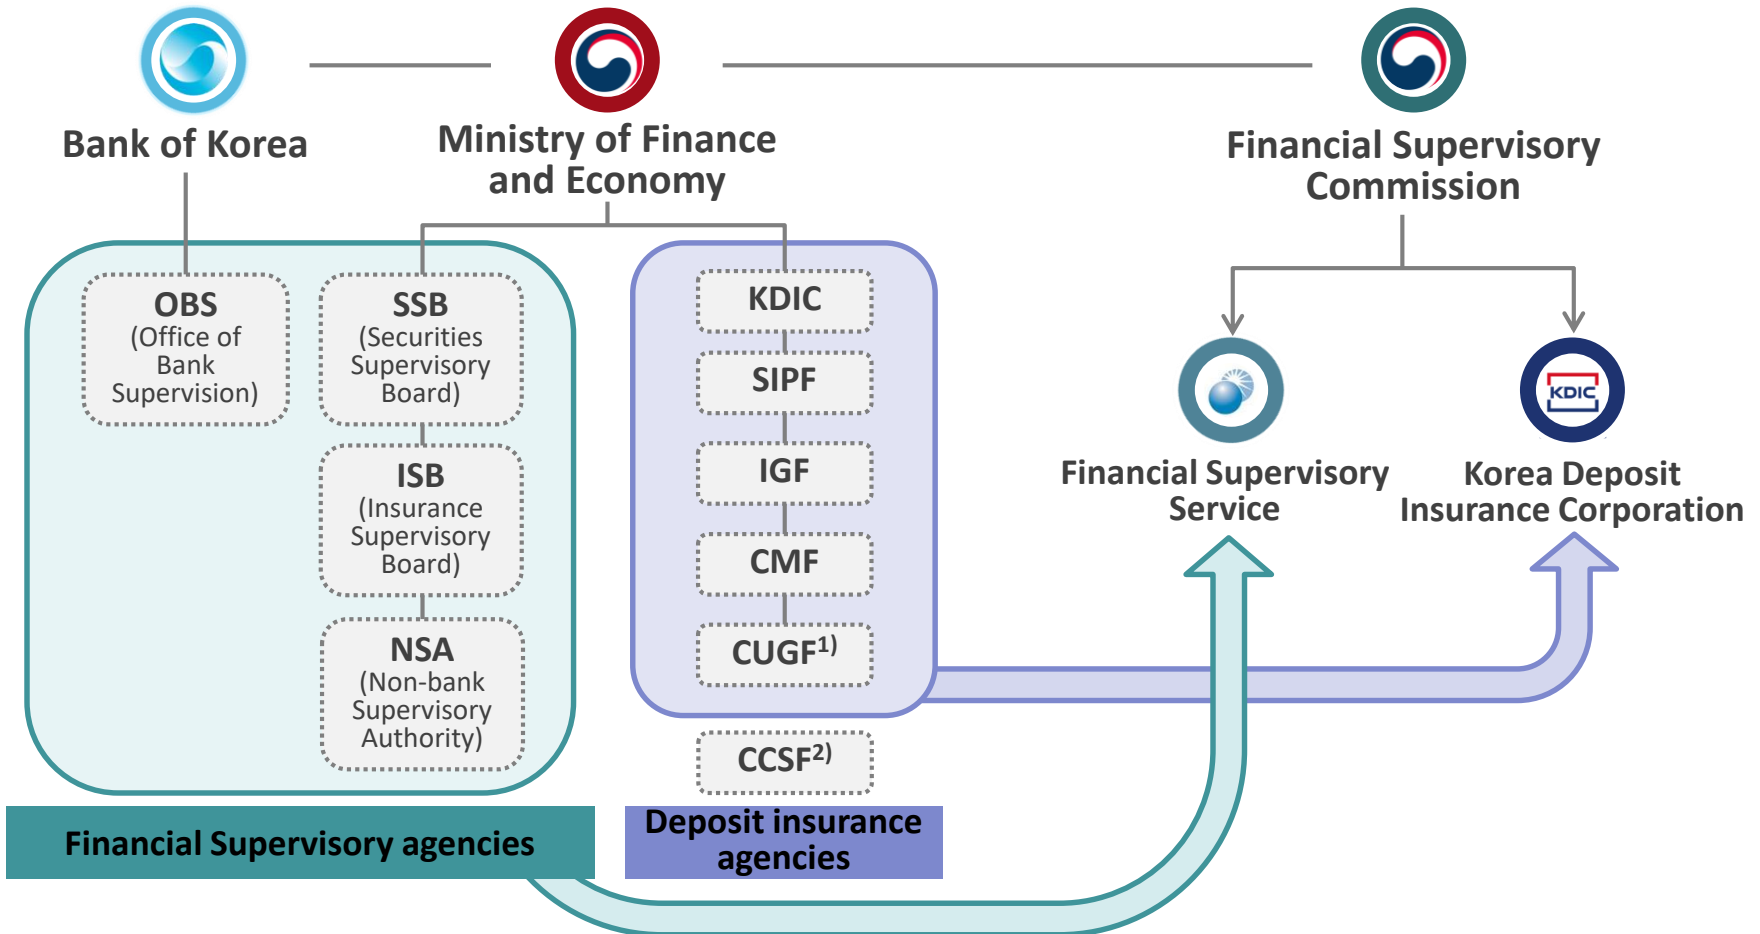 Bank of Korea
Ministry of Finance
and Economy
Financial Supervisory
Commission
OBS
(Office of
Bank
Supervision)
SSB
(Securities
Supervisory
Board)
ISB
(Insurance
Supervisory
Board)
NSA
(Non-bank
Supervisory
Authority)
KDIC
SIPF
IGF
CMF
CUGF1)
CCSF2)
KDIC
Financial Supervisory
Service
Korea Deposit
Insurance Corporation
Financial Supervisory agencies
Deposit insurance
agencies